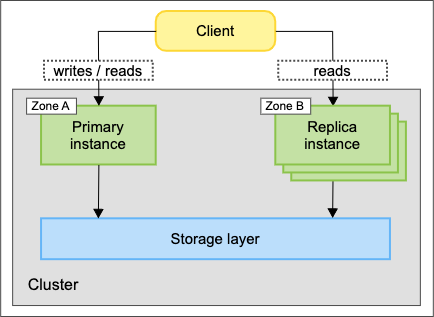 Client
writes / reads
reads
Zone A
Primary
instance
Zone B
Replica
instance
Storage layer
Cluster